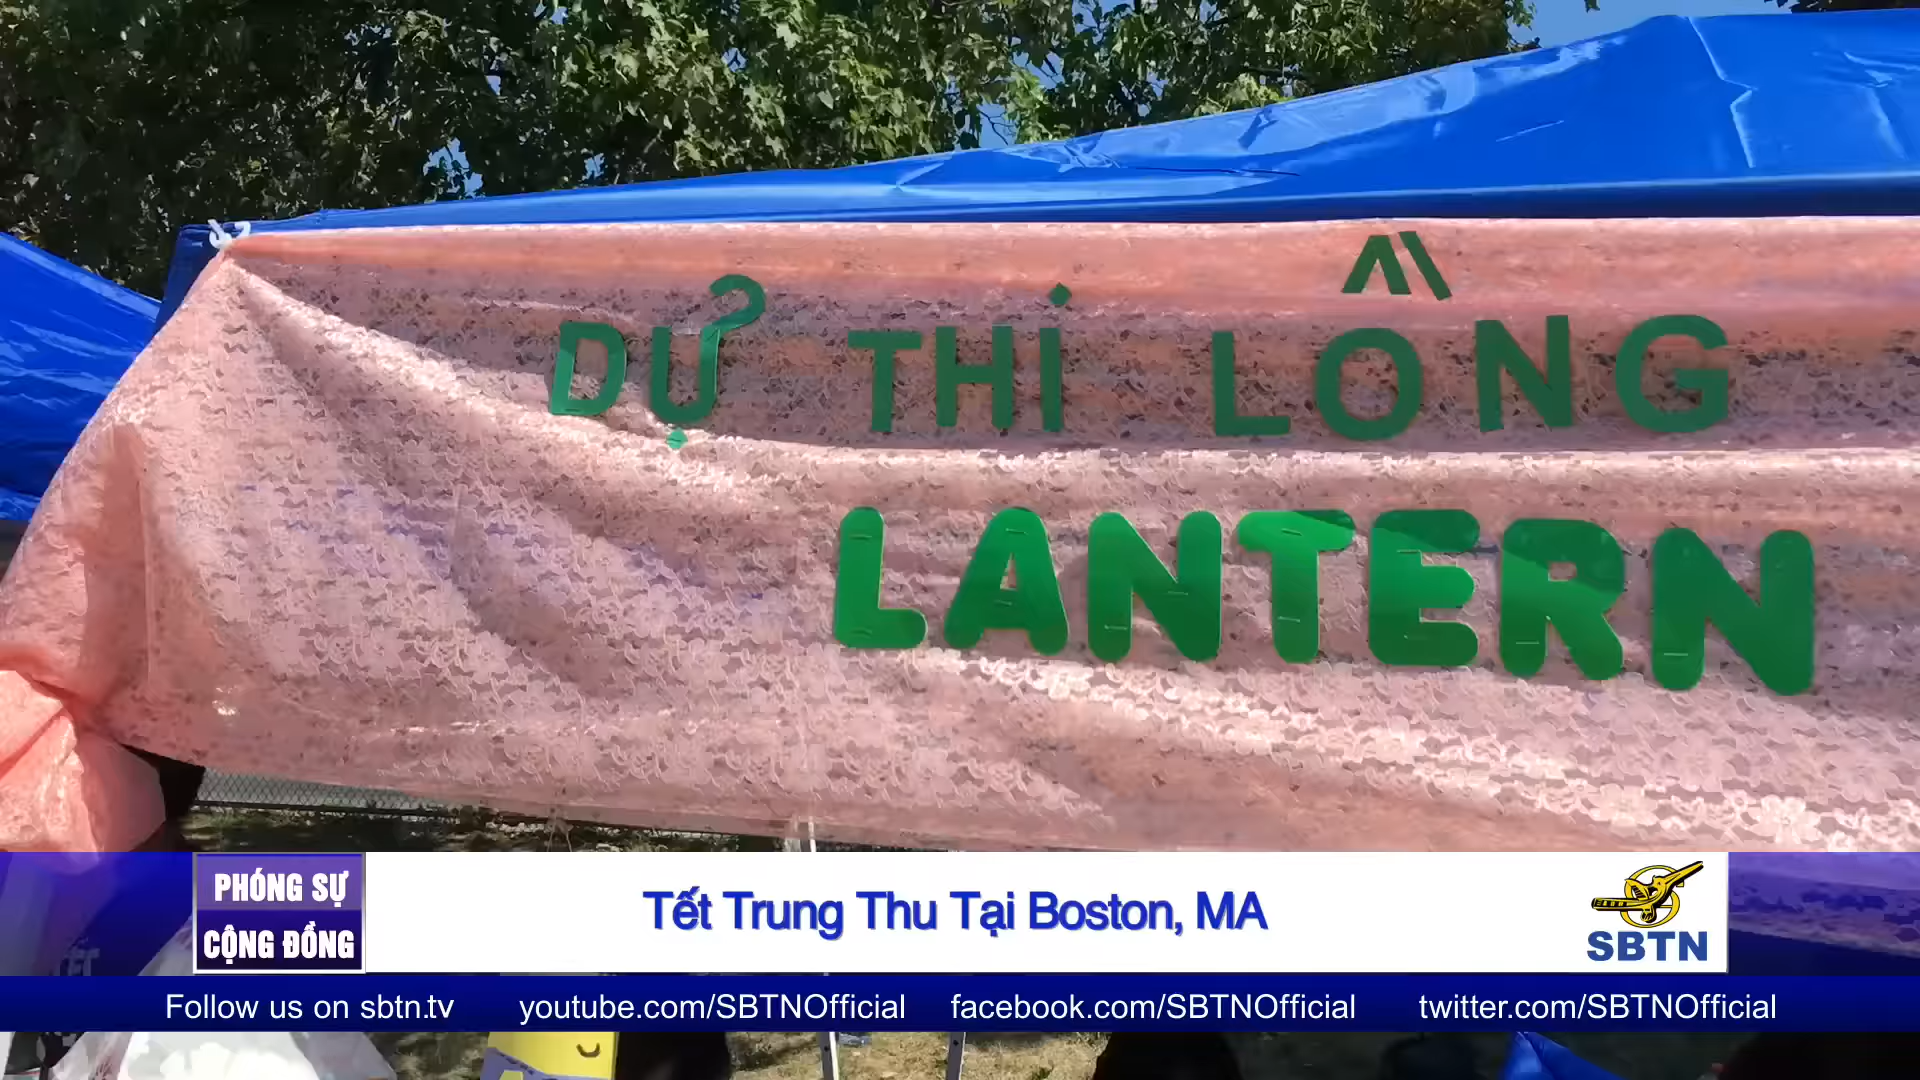 DỰ THI LỒNG
LANTERN
PHÓNG SỰ
CỘNG ĐỒNG
Tết Trung Thu Tại Boston, MA
SBTN
Follow us on sbtn.tv youtube.com/SBTNOfficial facebook.com/SBTNOfficial twitter.com/SBTNOfficial